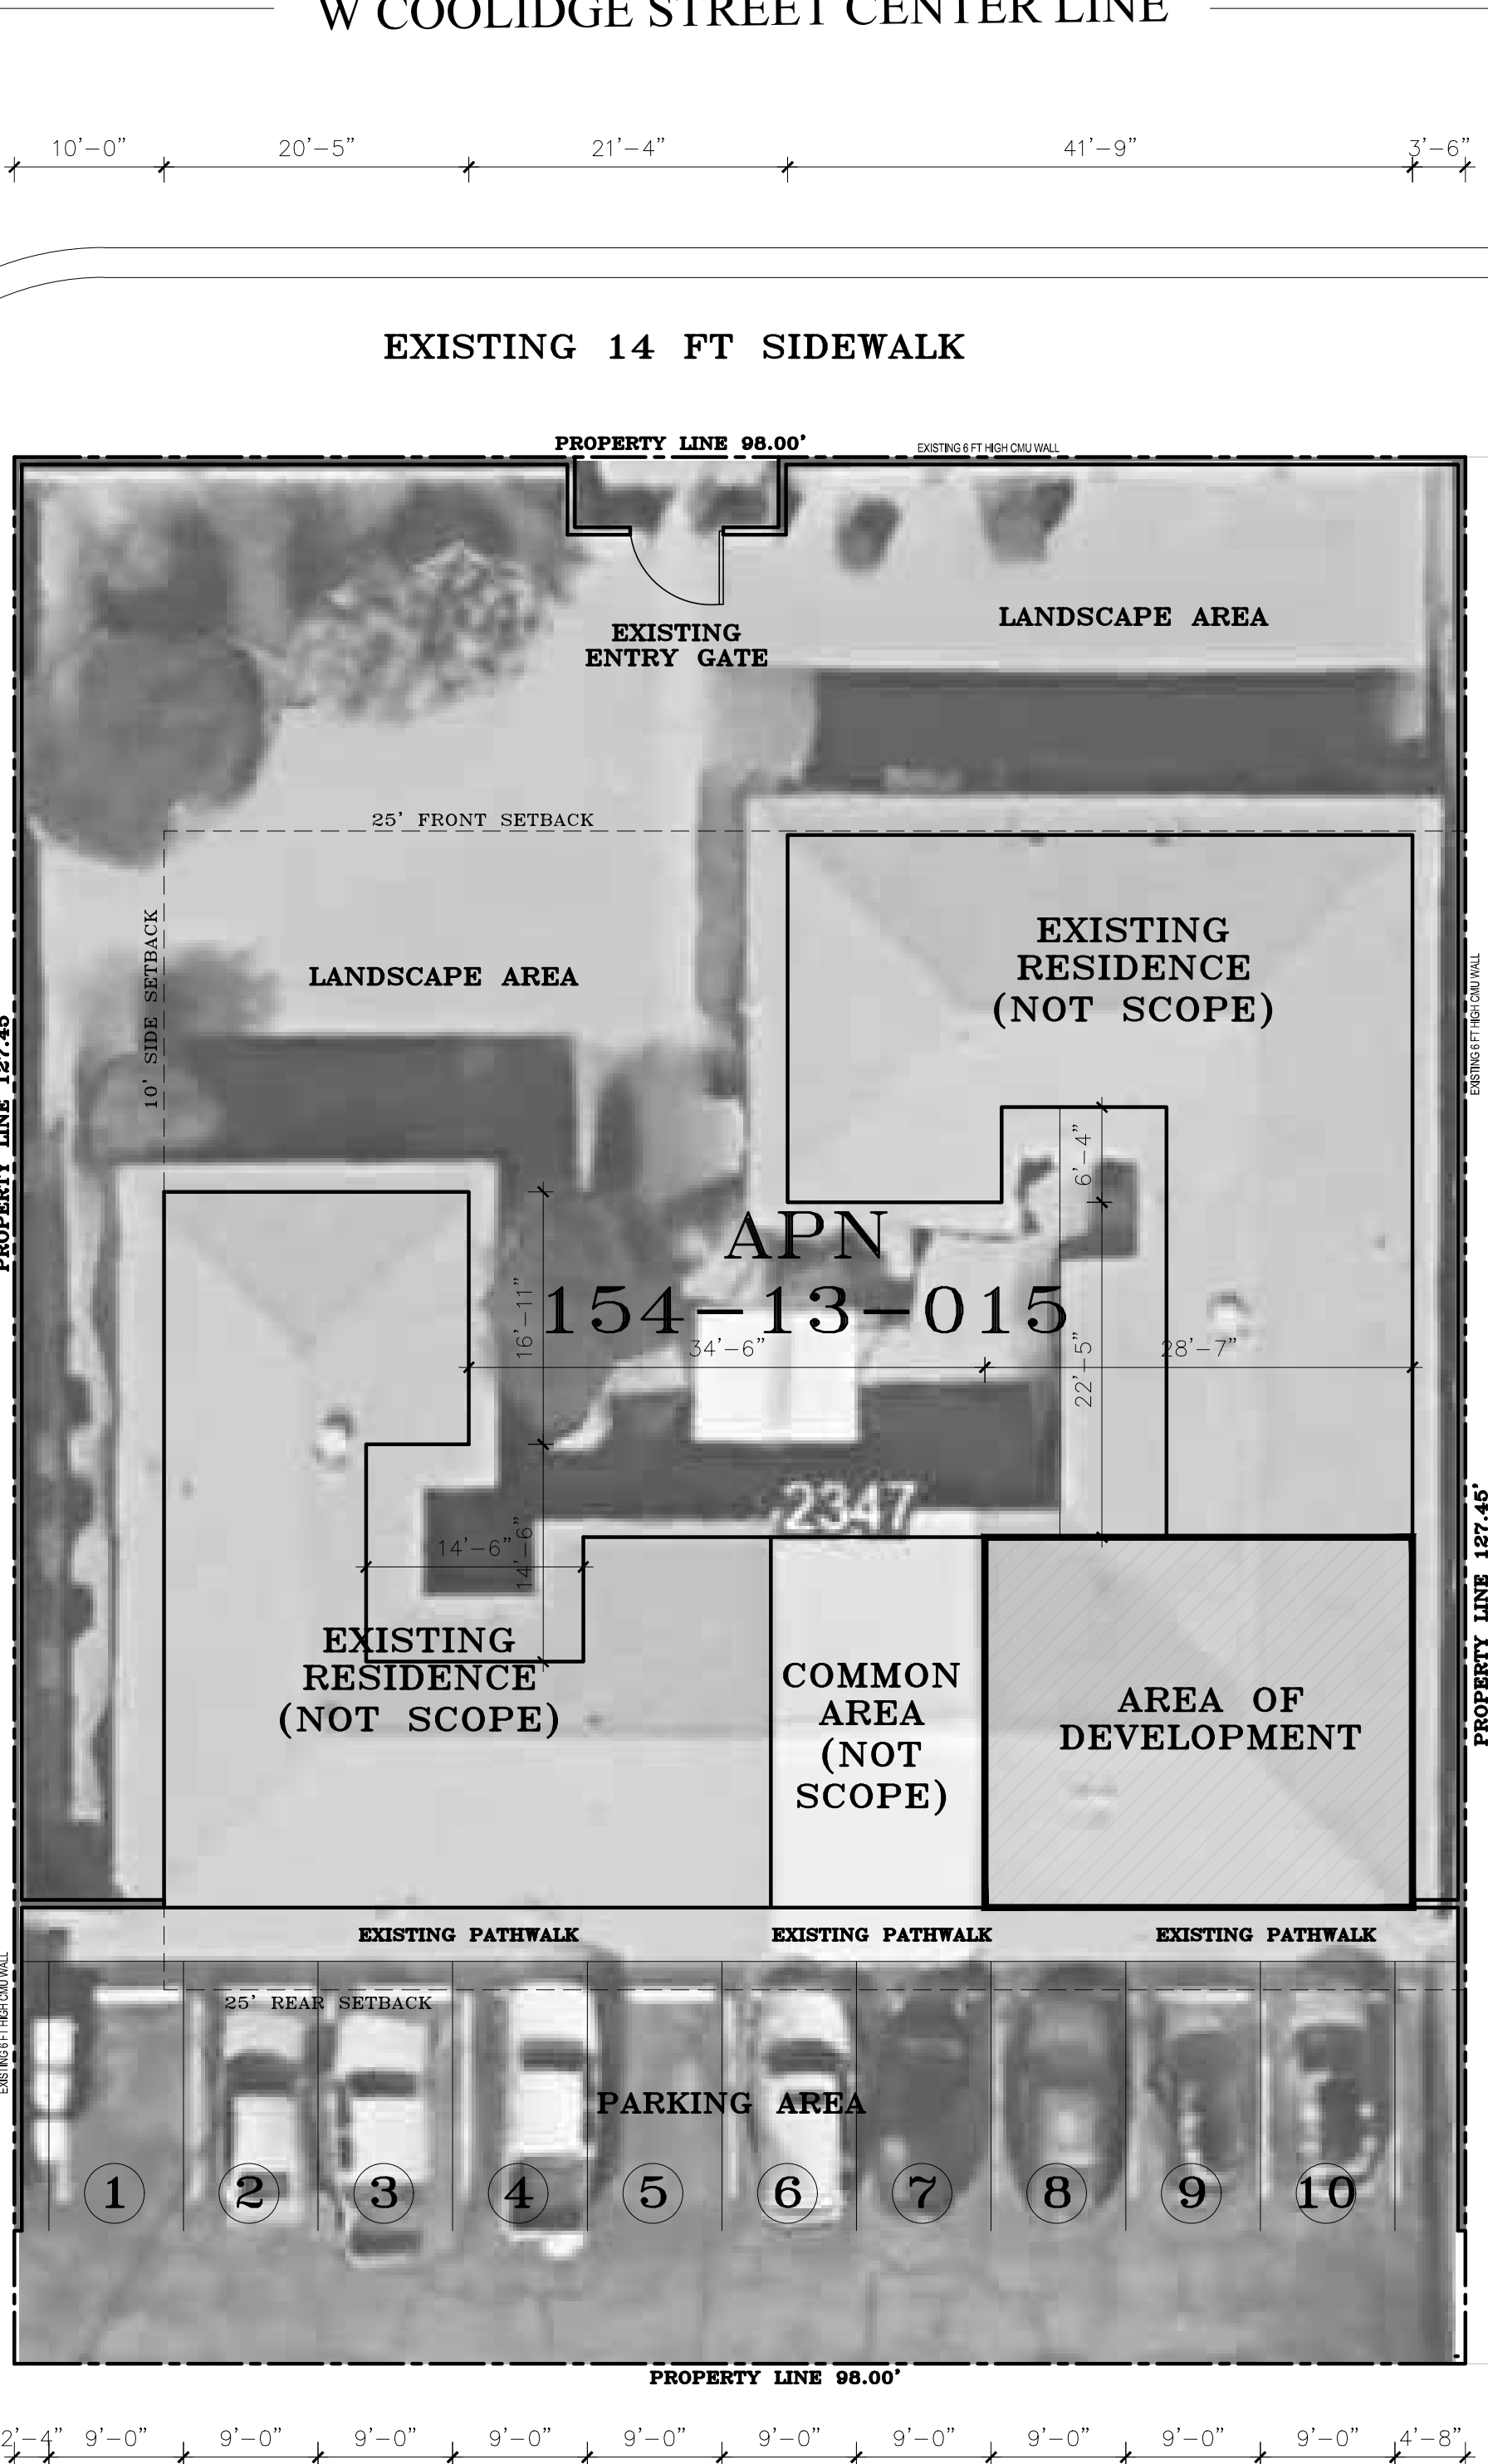 W COOLIDGE STREET CENTER LINE
10'-0" 20'-5" 21'-4" 41'-9" 3'-6"
EXISTING 14 FT SIDEWALK
PROPERTY LINE 98.00'
EXISTING 6 FT HIGH CMU WALL
LANDSCAPE AREA
EXISTING
ENTRY GATE
25' FRONT SETBACK
10' SIDE SETBACK
EXISTING
RESIDENCE
(NOT SCOPE)
LANDSCAPE AREA
EXISTING 6 FT HIGH CMU WALL
PROPERTY LINE 127.45'
6'-4"
APN
154-13-015
16'-11"
34'-6"
22'-5"
28'-7"
2347
14'-6"
14'-6"
PROPERTY LINE 127.45'
EXISTING
RESIDENCE
(NOT SCOPE)
COMMON
AREA
(NOT
SCOPE)
AREA OF
DEVELOPMENT
EXISTING PATHWALK
EXISTING PATHWALK
EXISTING PATHWALK
EXISTING 6 FT HIGH CMU WALL
25' REAR SETBACK
PARKING AREA
1 2 3 4 5 6 7 8 9 10
PROPERTY LINE 98.00'
2'-4" 9'-0" 9'-0" 9'-0" 9'-0" 9'-0" 9'-0" 9'-0" 9'-0" 9'-0" 9'-0" 4'-8"